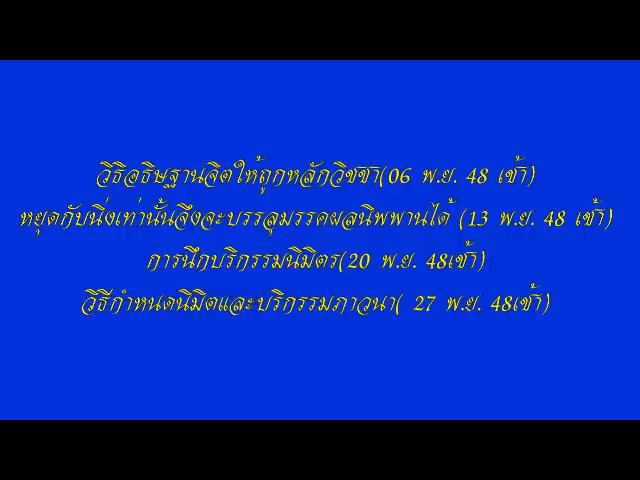 วิธิอธิษฐานจิตให้ถูกหลักวิชชา(06 พ.ย. 48 เช้า)
หยุดกับนิ่งเท่านั้นจึงจะบรรลุมรรคผลนิพพานได้ (13 พ.ย. 48 เช้า)
การนึกบริกรรมนิมิตร(20 พ.ย. 48เช้า)
วิธีกำหนดนิมิตและบริกรรมภาวนา( 27 พ.ย. 48เช้า)